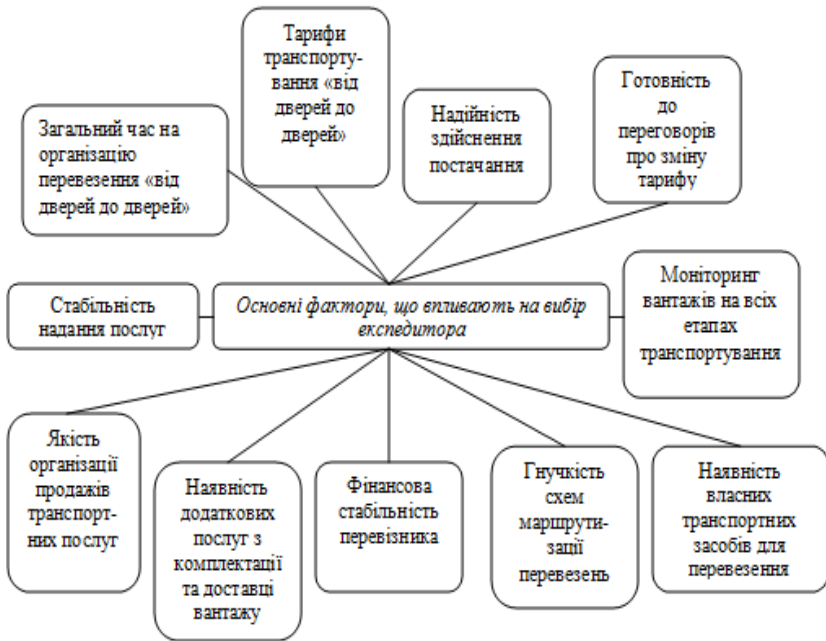 Тарифи
транспорту-
вання «від
дверей до
дверей»
Загальний час на
організацію
перевезення «від
дверей до дверей»
Надійність
здійснення
постачання
Готовність
до
переговорів
про зміну
тарифу
Стабільність
надання послуг
Основні фактори, що впливають на вибір
експедитора
Моніторинг
вантажів на всіх
етапах
транспортування
Якість
організації
продажів
транспорт-
них послуг
Наявність
додаткових
послуг з
комплектації
та доставці
вантажу
Фінансова
стабільність
перевізника
Гнучкість
схем
маршрути-
зації
перевезень
Наявність
власних
транспортних
засобів для
перевезення